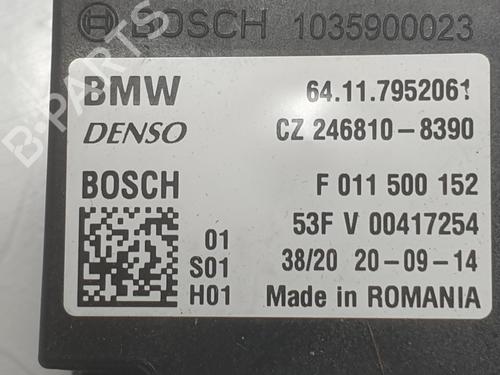 BOSCH 1035900023
BMW 64.11.7952061
DENSO CZ 246810-8390
BOSCH F 011 500 152
53F V 00417254
01
S01 38/20 20-09-14
H01 Made in ROMANIA
B-PARTS